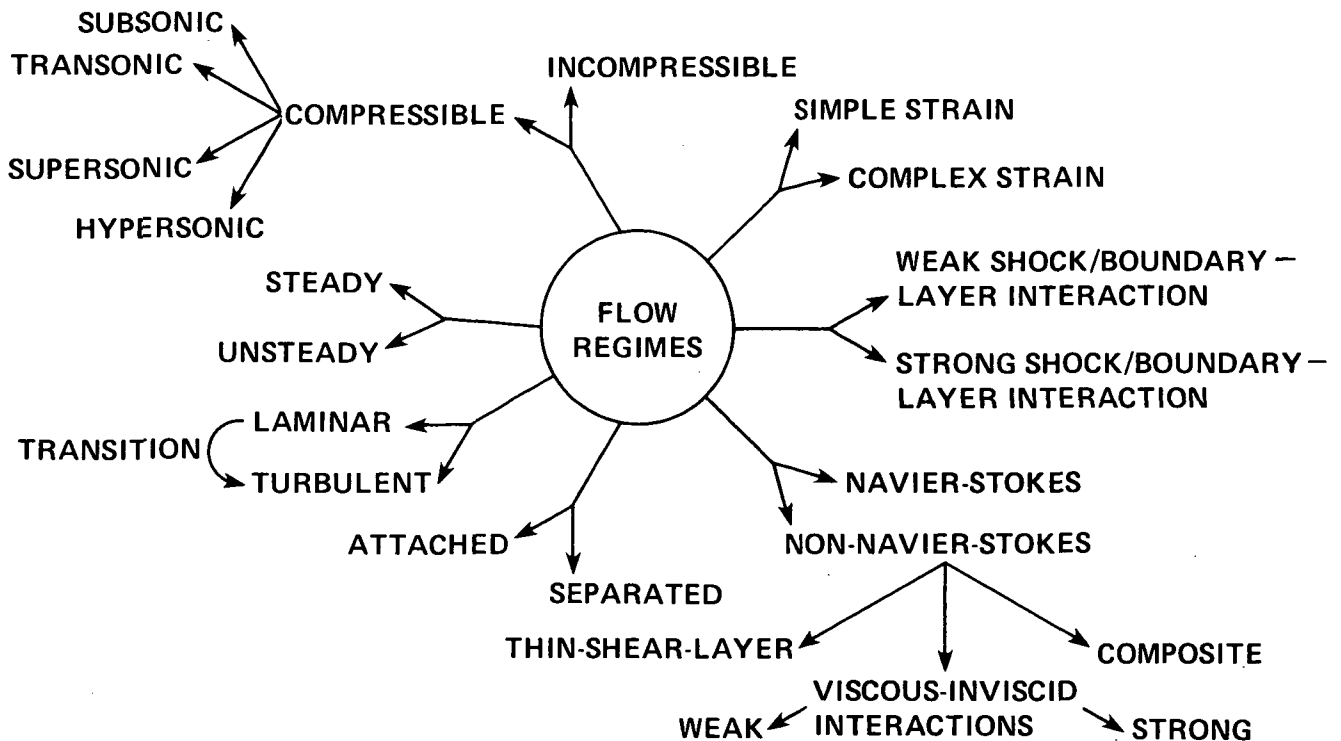 SUBSONIC
TRANSONIC
COMPRESSIBLE
SUPERSONIC
HYPERSONIC
INCOMPRESSIBLE
SIMPLE STRAIN
COMPLEX STRAIN
WEAK SHOCK/BOUNDARY –
LAYER INTERACTION
STRONG SHOCK/BOUNDARY –
LAYER INTERACTION
FLOW
REGIMES
STEADY
UNSTEADY
LAMINAR
TRANSITION
TURBULENT
ATTACHED
SEPARATED
NAVIER-STOKES
NON-NAVIER-STOKES
THIN-SHEAR-LAYER
COMPOSITE
VISCOUS-INVISCID
INTERACTIONS
WEAK
STRONG